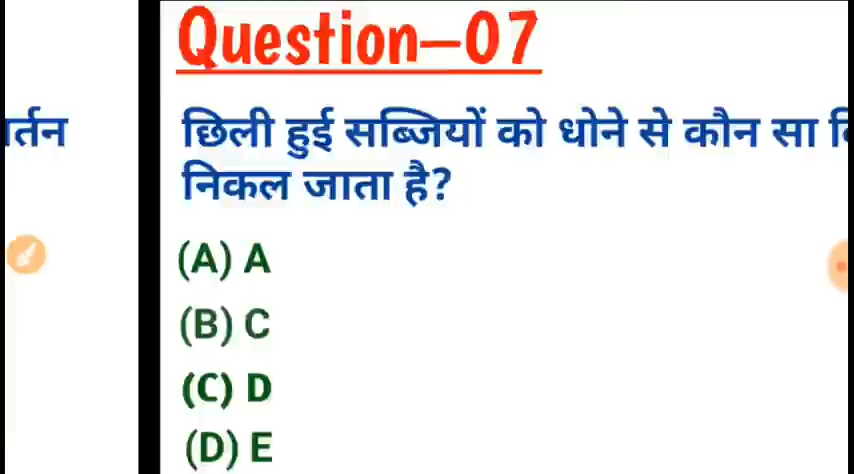 Question–07
र्तन
छिली हुई सब्जियों को धोने से कौन सा
निकल जाता है?
(A) A
(B) C
(C) D
(D) E